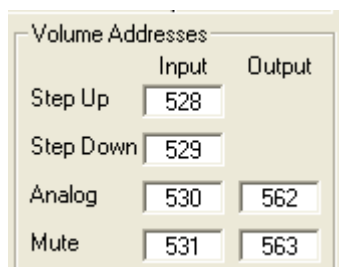 Volume Addresses
Input Output
Step Up 528
Step Down 529
Analog 530 562
Mute 531 563